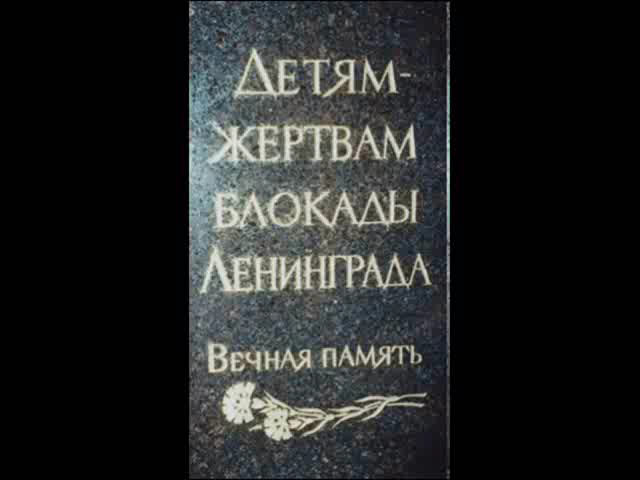 Детям-
жертвам
блокады
Ленинграда
Вечная память